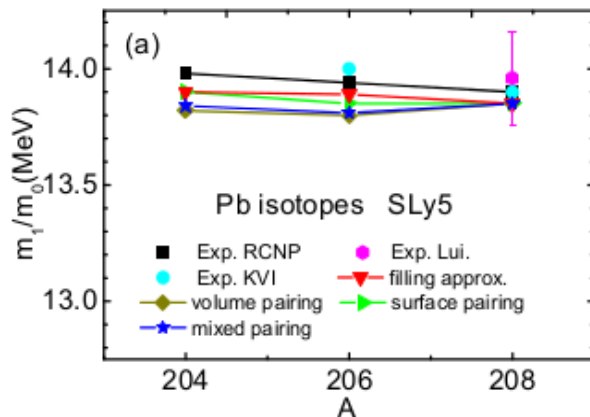 (a)
14.0
13.5
13.0
m1/m0(MeV)
Pb isotopes SLy5
Exp. RCNP Exp. Lui.
Exp. KVI filling approx.
volume pairing surface pairing
mixed pairing
204 206 208
A